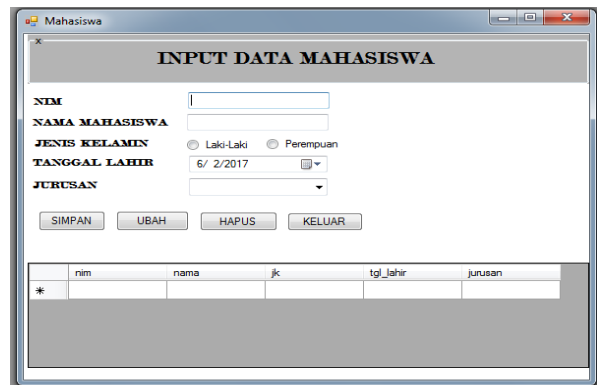 Mahasiswa
x
INPUT DATA MAHASISWA
NIM
NAMA MAHASISWA
JENIS KELAMIN Laki-Laki Perempuan
TANGGAL LAHIR 6/ 2/2017
JURUSAN
SIMPAN UBAH HAPUS KELUAR
nim nama jk tgl_lahir jurusan
*